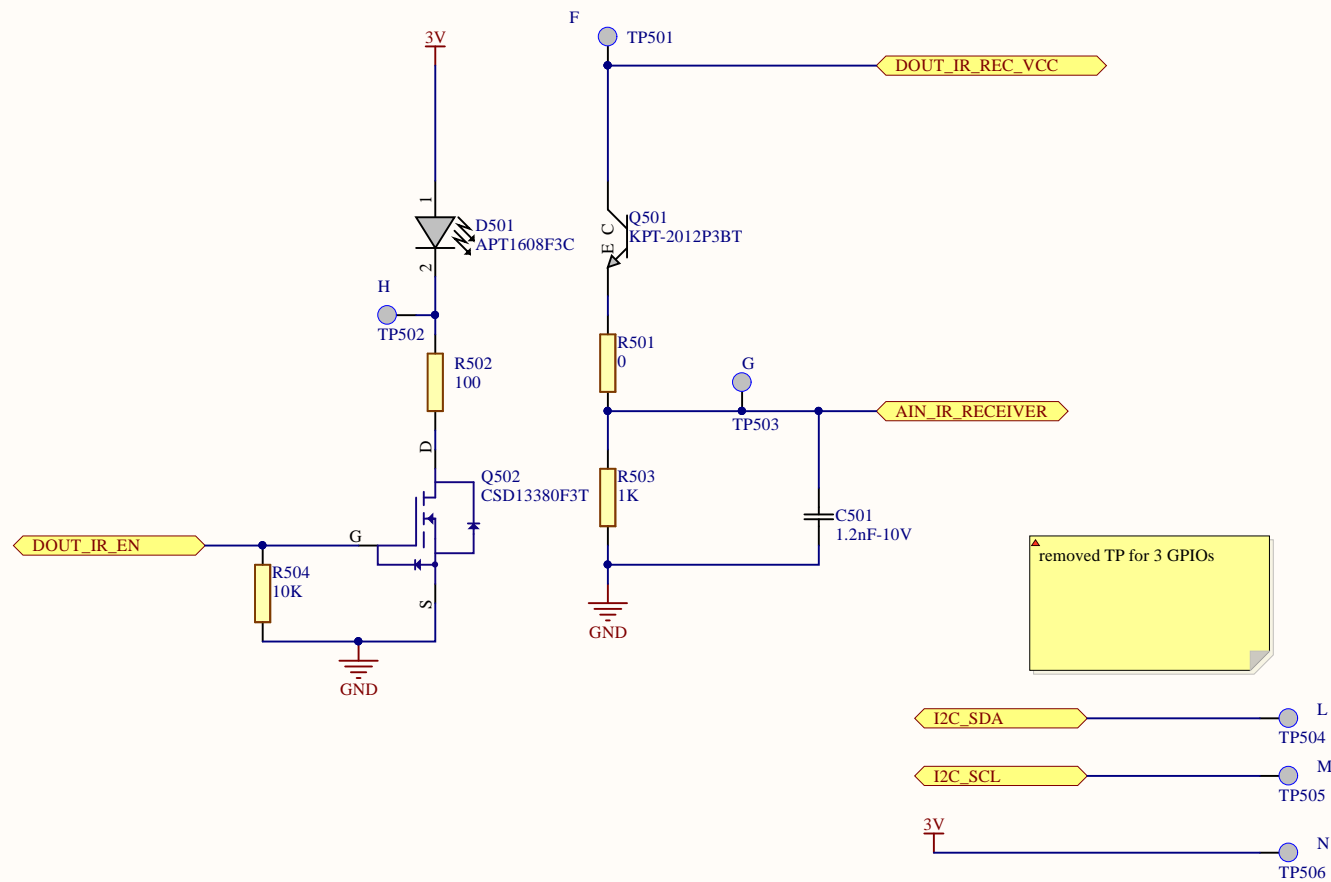 F
TP501
3V
DOUT_IR_REC_VCC
1
D501
APT1608F3C
2
Q501
KPT-2012P3BT
C
E
H
TP502
R502
100
R501
0
G
TP503
AIN_IR_RECEIVER
D
Q502
CSD13380F3T
R503
1K
C501
1.2nF-10V
DOUT_IR_EN
G
R504
10K
S
GND
GND
removed TP for 3 GPIOs
I2C_SDA
L
TP504
I2C_SCL
M
TP505
3V
N
TP506